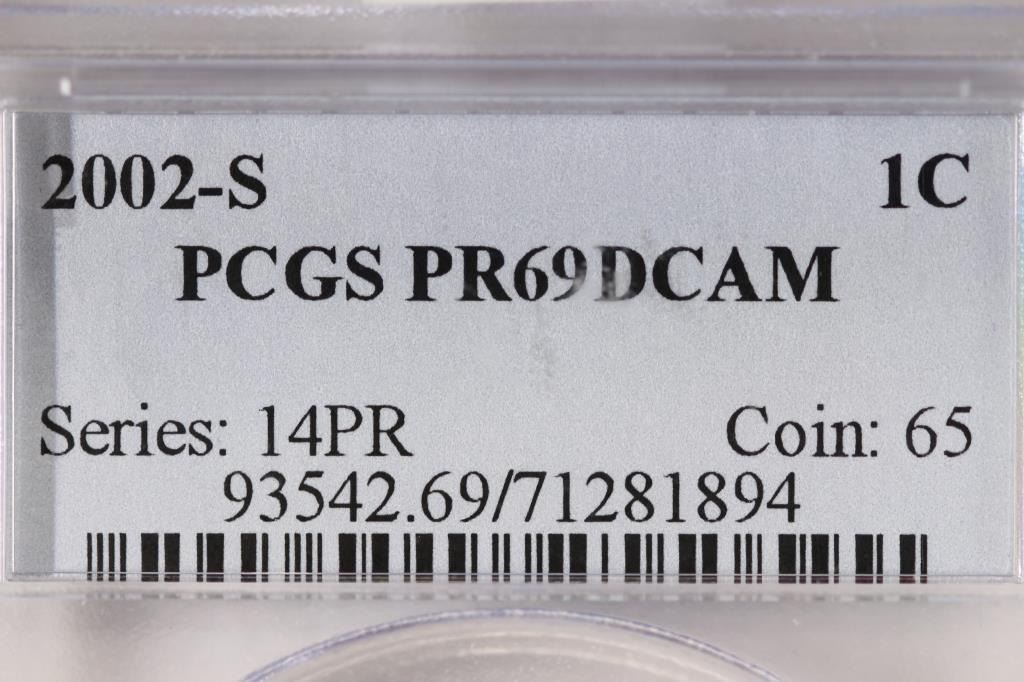 2002-S 1C
PCGS PR69DCAM
Series: 14PR Coin: 65
93542.69/71281894